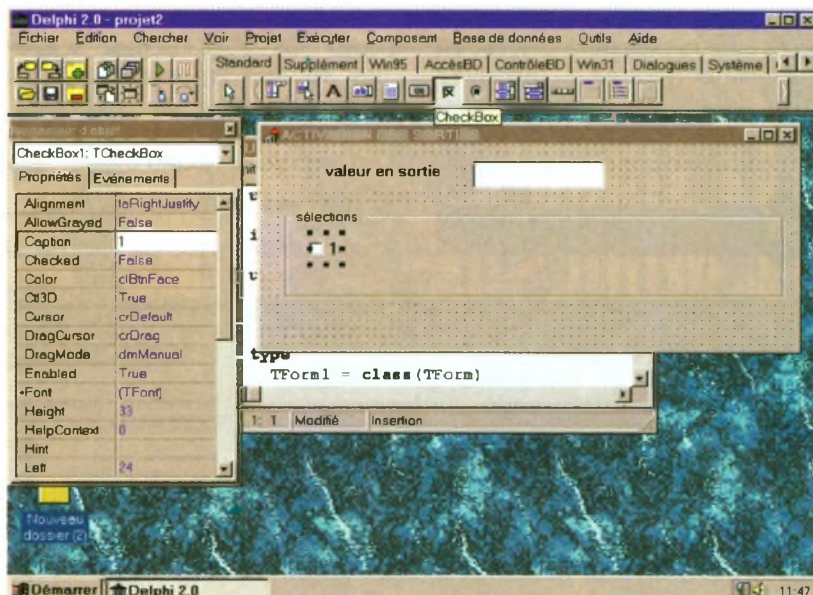 Delphi 2.0 - projet2
Fichier Edition Chercher Voir Projet Exécuter Composant Base de données Outils Aide
Standard Supplément Win95 AccèsBD ContrôleBD Win31 Dialogues Système
CheckBox
ACTIVATION DES SORTIES
CheckBox1: TCheckBox
Propriétés Evénements
Alignment taRightJustify
AllowGrayed False
Caption 1
Checked False
Color clBtnFace
Ctl3D True
Cursor crDefault
DragCursor crDrag
DragMode dmManual
Enabled True
+Font (TFont)
Height 33
HelpContext 0
Hint
Left 24
valeur en sortie
sélections
1
type
TForm1 = class(TForm)
1: 1 Modifié Insertion
Nouveau
dossier (2)
Démarrer Delphi 2.0
11:47